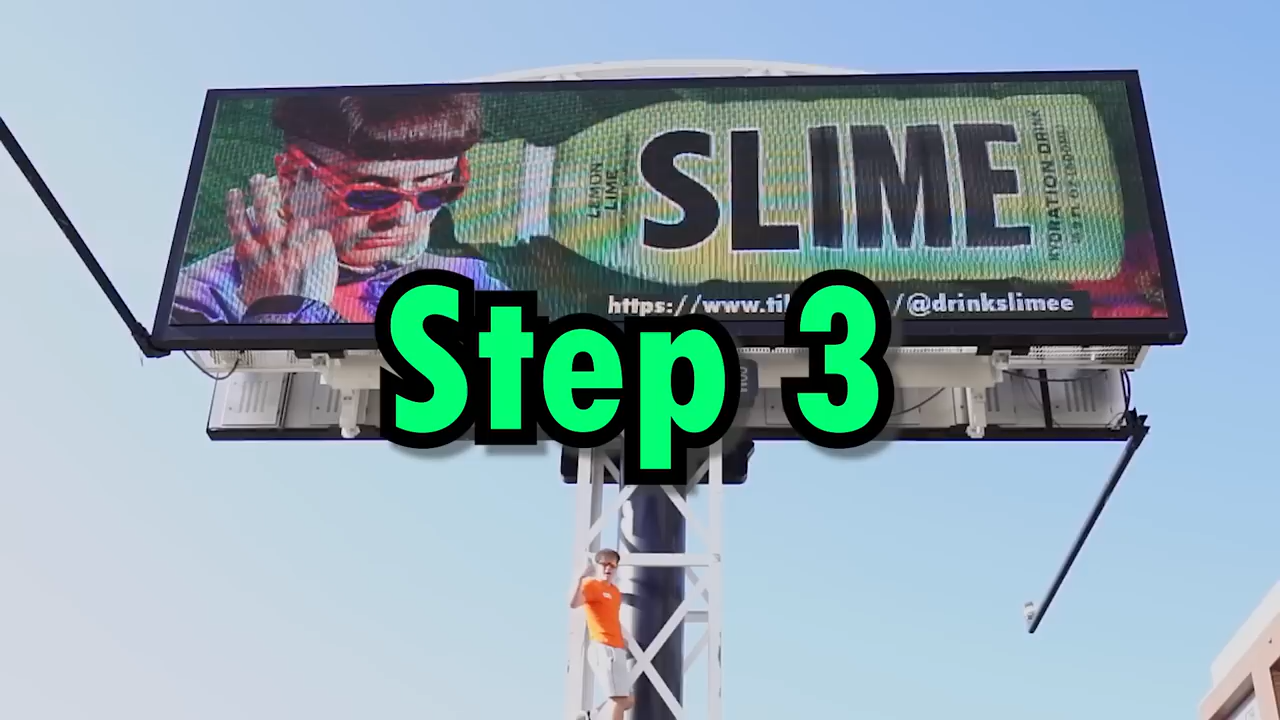 LEMON
LIME
SLIME
HYDRATION DRINK
https://www.ti
/@drinkslimee
Step 3